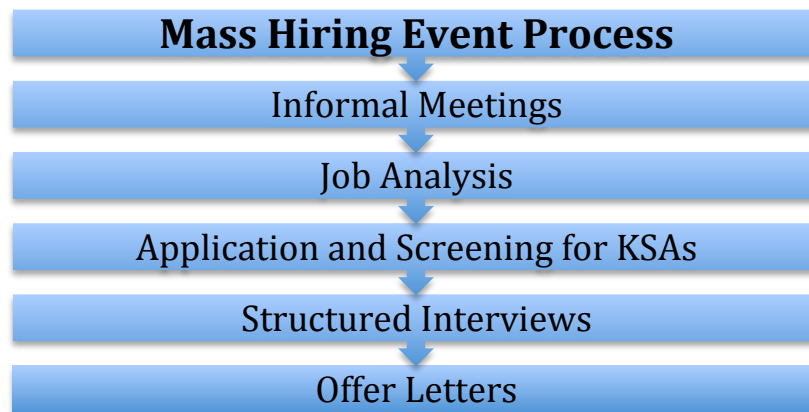 Mass Hiring Event Process
Informal Meetings
Job Analysis
Application and Screening for KSAs
Structured Interviews
Offer Letters